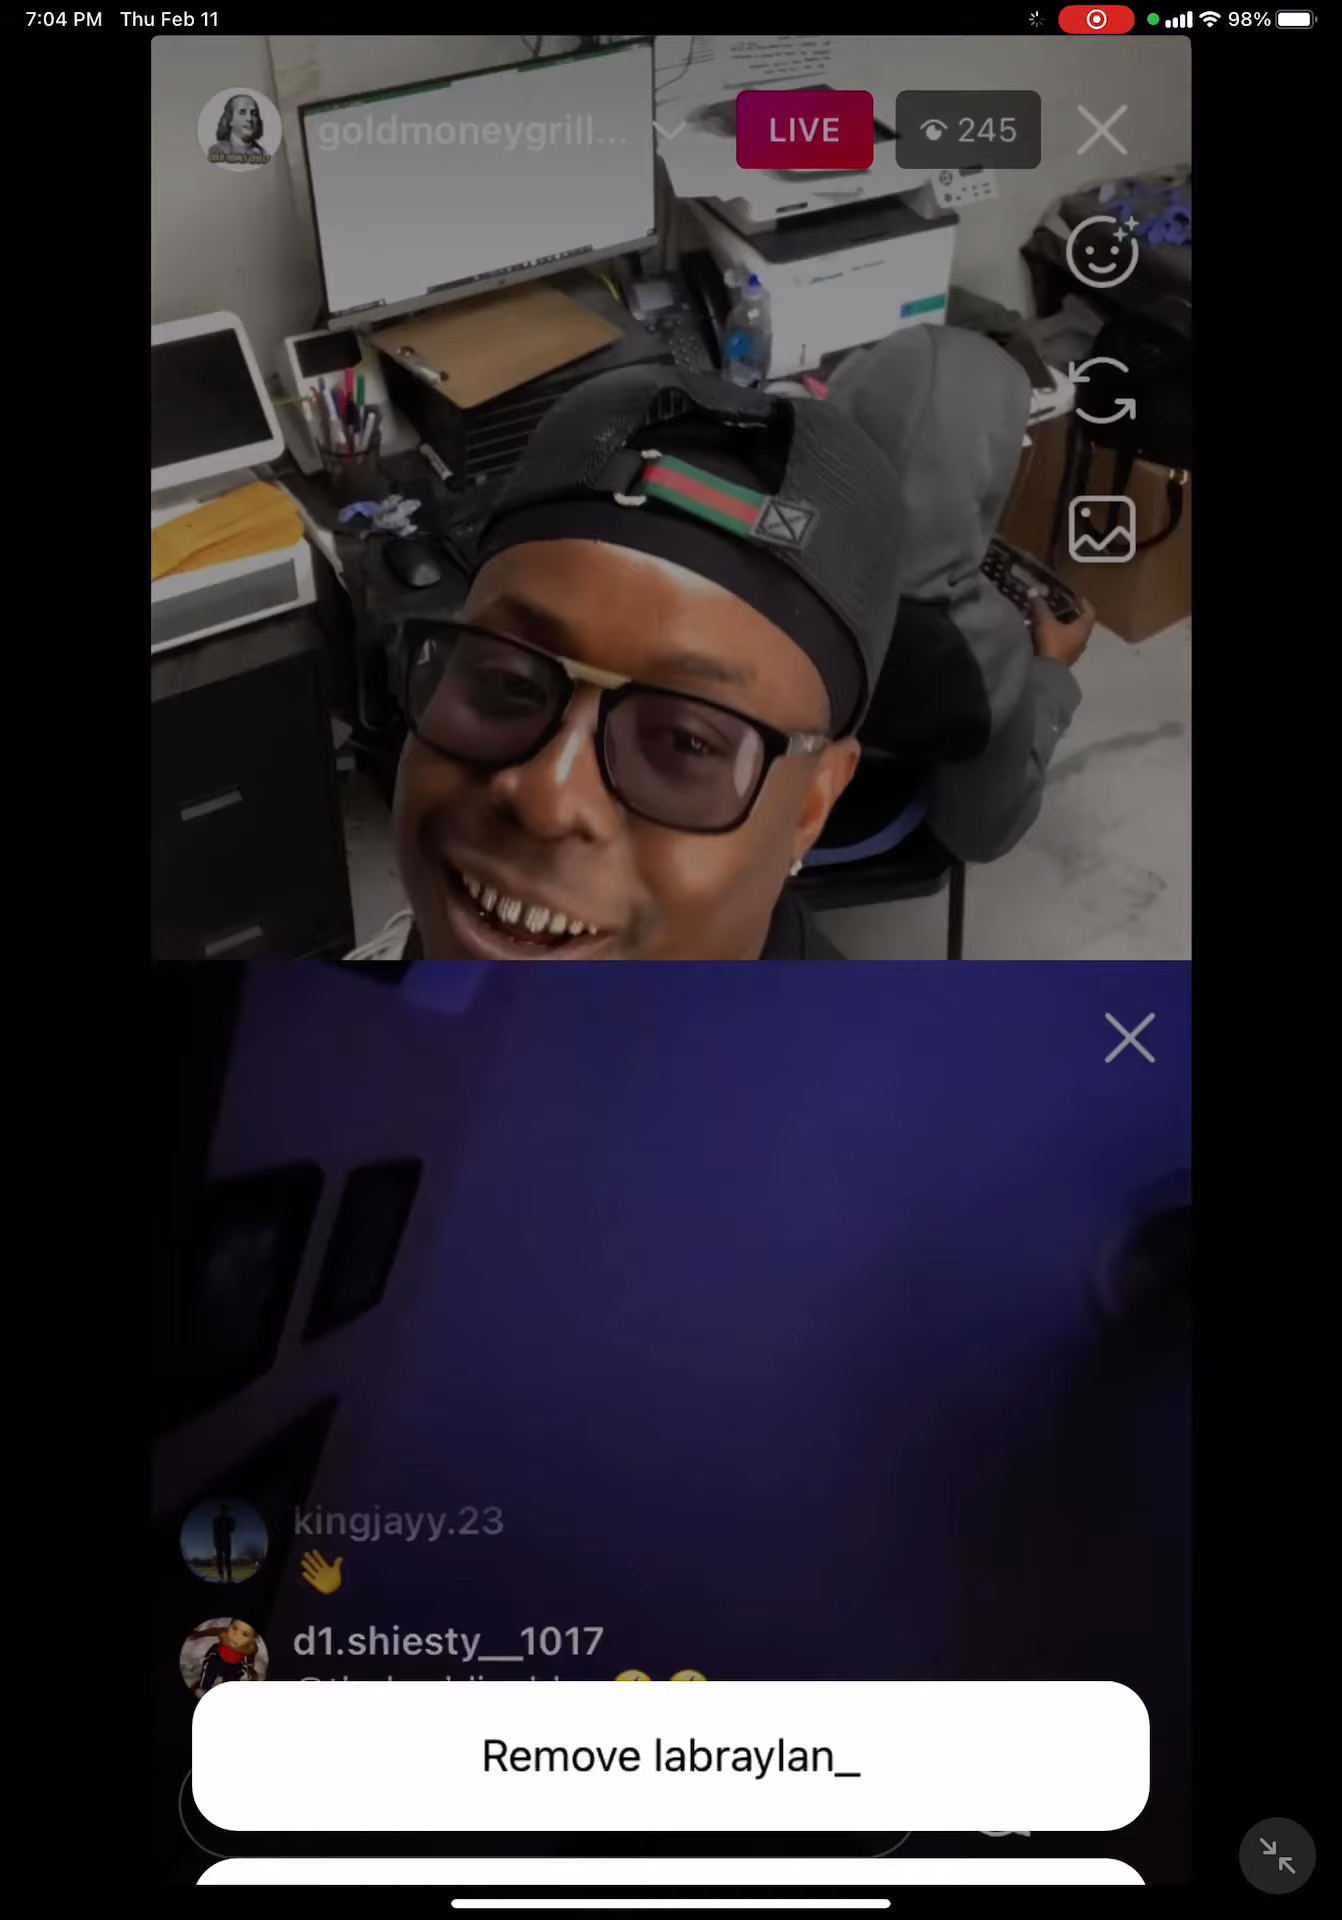 7:04 PM Thu Feb 11
98%
goldmoneygrill...
LIVE
245
kingjayy.23
👋
d1.shiesty__1017
Remove labraylan_